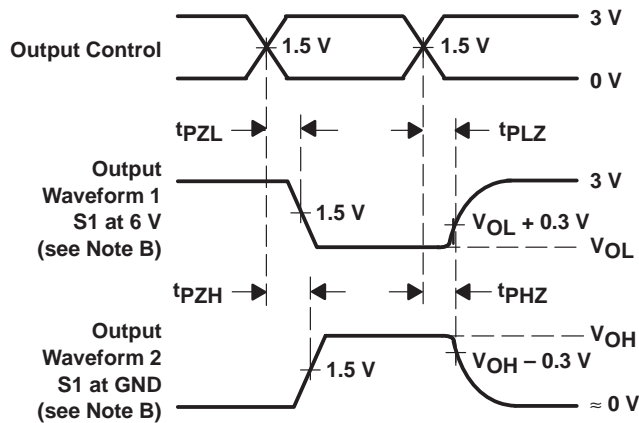 3 V
Output Control
1.5 V
1.5 V
0 V
tPZL
tPLZ
Output
Waveform 1
S1 at 6 V
(see Note B)
3 V
1.5 V
VOL + 0.3 V
VOL
tPZH
tPHZ
Output
Waveform 2
S1 at GND
(see Note B)
VOH
1.5 V
VOH – 0.3 V
≈ 0 V